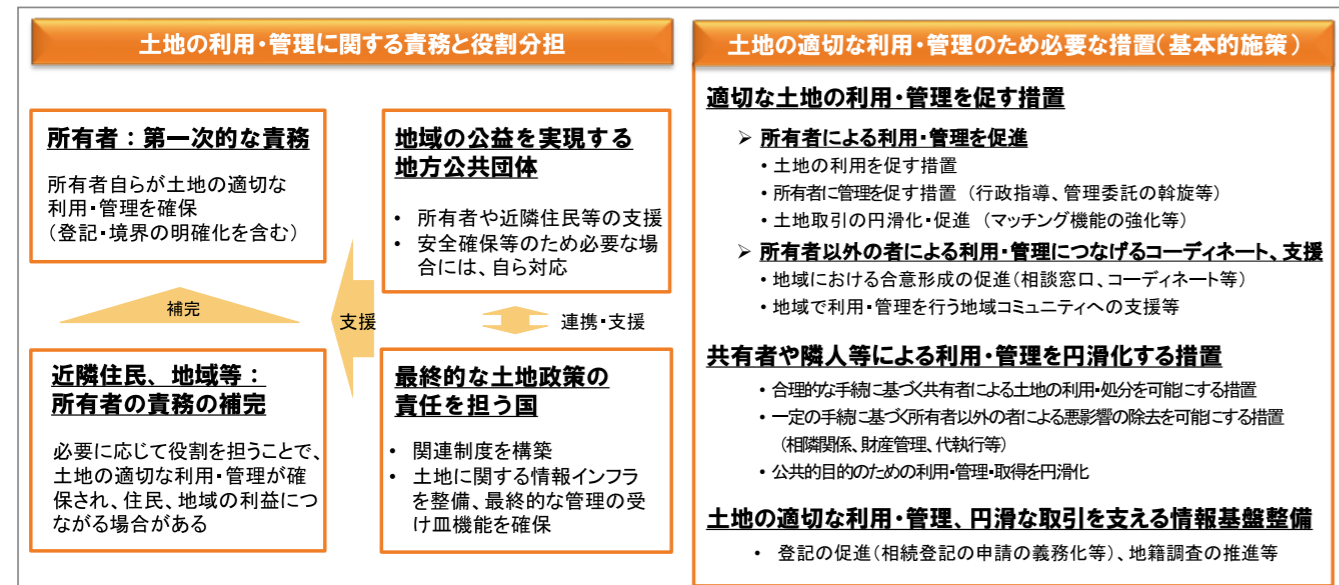 土地の利用・管理に関する責務と役割分担
所有者：第一次的な責務
所有者自らが土地の適切な
利用・管理を確保
（登記・境界の明確化を含む）
補完
近隣住民、地域等：
所有者の責務の補完
必要に応じて役割を担うことで、
土地の適切な利用・管理が確
保され、住民、地域の利益につ
ながる場合がある
支援
地域の公益を実現する
地方公共団体
• 所有者や近隣住民等の支援
• 安全確保等のため必要な場
合には、自ら対応
連携・支援
最終的な土地政策の
責任を担う国
• 関連制度を構築
• 土地に関する情報インフラ
を整備、最終的な管理の受
け皿機能を確保
土地の適切な利用・管理のため必要な措置（基本的施策）
適切な土地の利用・管理を促す措置
➢ 所有者による利用・管理を促進
・土地の利用を促す措置
・所有者に管理を促す措置（行政指導、管理委託の斡旋等）
・土地取引の円滑化・促進（マッチング機能の強化等）
➢ 所有者以外の者による利用・管理につなげるコーディネート、支援
・地域における合意形成の促進（相談窓口、コーディネート等）
・地域で利用・管理を行う地域コミュニティへの支援等
共有者や隣人等による利用・管理を円滑化する措置
・合理的な手続に基づく共有者による土地の利用・処分を可能にする措置
・一定の手続に基づく所有者以外の者による悪影響の除去を可能にする措置
（相隣関係、財産管理、代執行等）
・公共的目的のための利用・管理・取得を円滑化
土地の適切な利用・管理、円滑な取引を支える情報基盤整備
・ 登記の促進（相続登記の申請の義務化等）、地籍調査の推進等